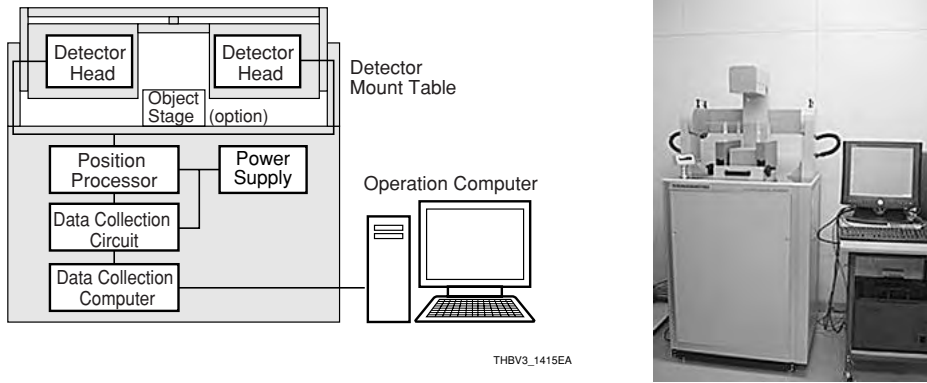 Detector
Head
Detector
Head
Detector
Mount Table
Object
Stage (option)
Position
Processor
Power
Supply
Operation Computer
Data Collection
Circuit
Data Collection
Computer
THBV3_1415EA